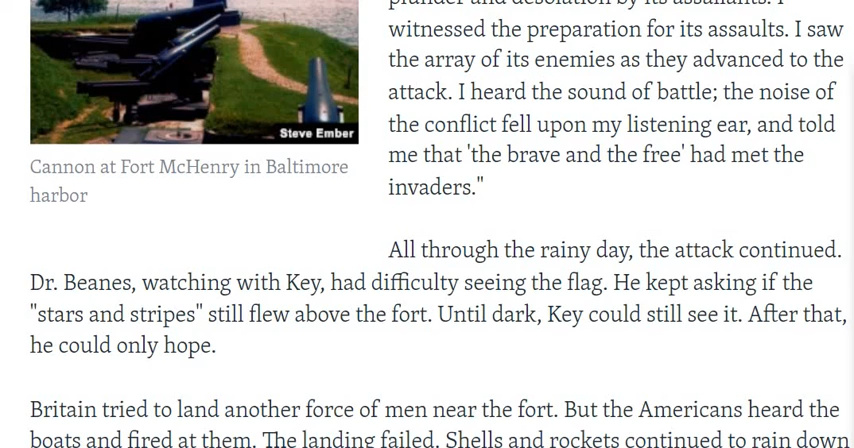 plunder and desolation by its assailants. I
witnessed the preparation for its assaults. I saw
the array of its enemies as they advanced to the
attack. I heard the sound of battle; the noise of
the conflict fell upon my listening ear, and told
me that 'the brave and the free' had met the
invaders."
Steve Ember
Cannon at Fort McHenry in Baltimore
harbor
All through the rainy day, the attack continued.
Dr. Beanes, watching with Key, had difficulty seeing the flag. He kept asking if the
"stars and stripes" still flew above the fort. Until dark, Key could still see it. After that,
he could only hope.
Britain tried to land another force of men near the fort. But the Americans heard the
boats and fired at them. The landing failed. Shells and rockets continued to rain down